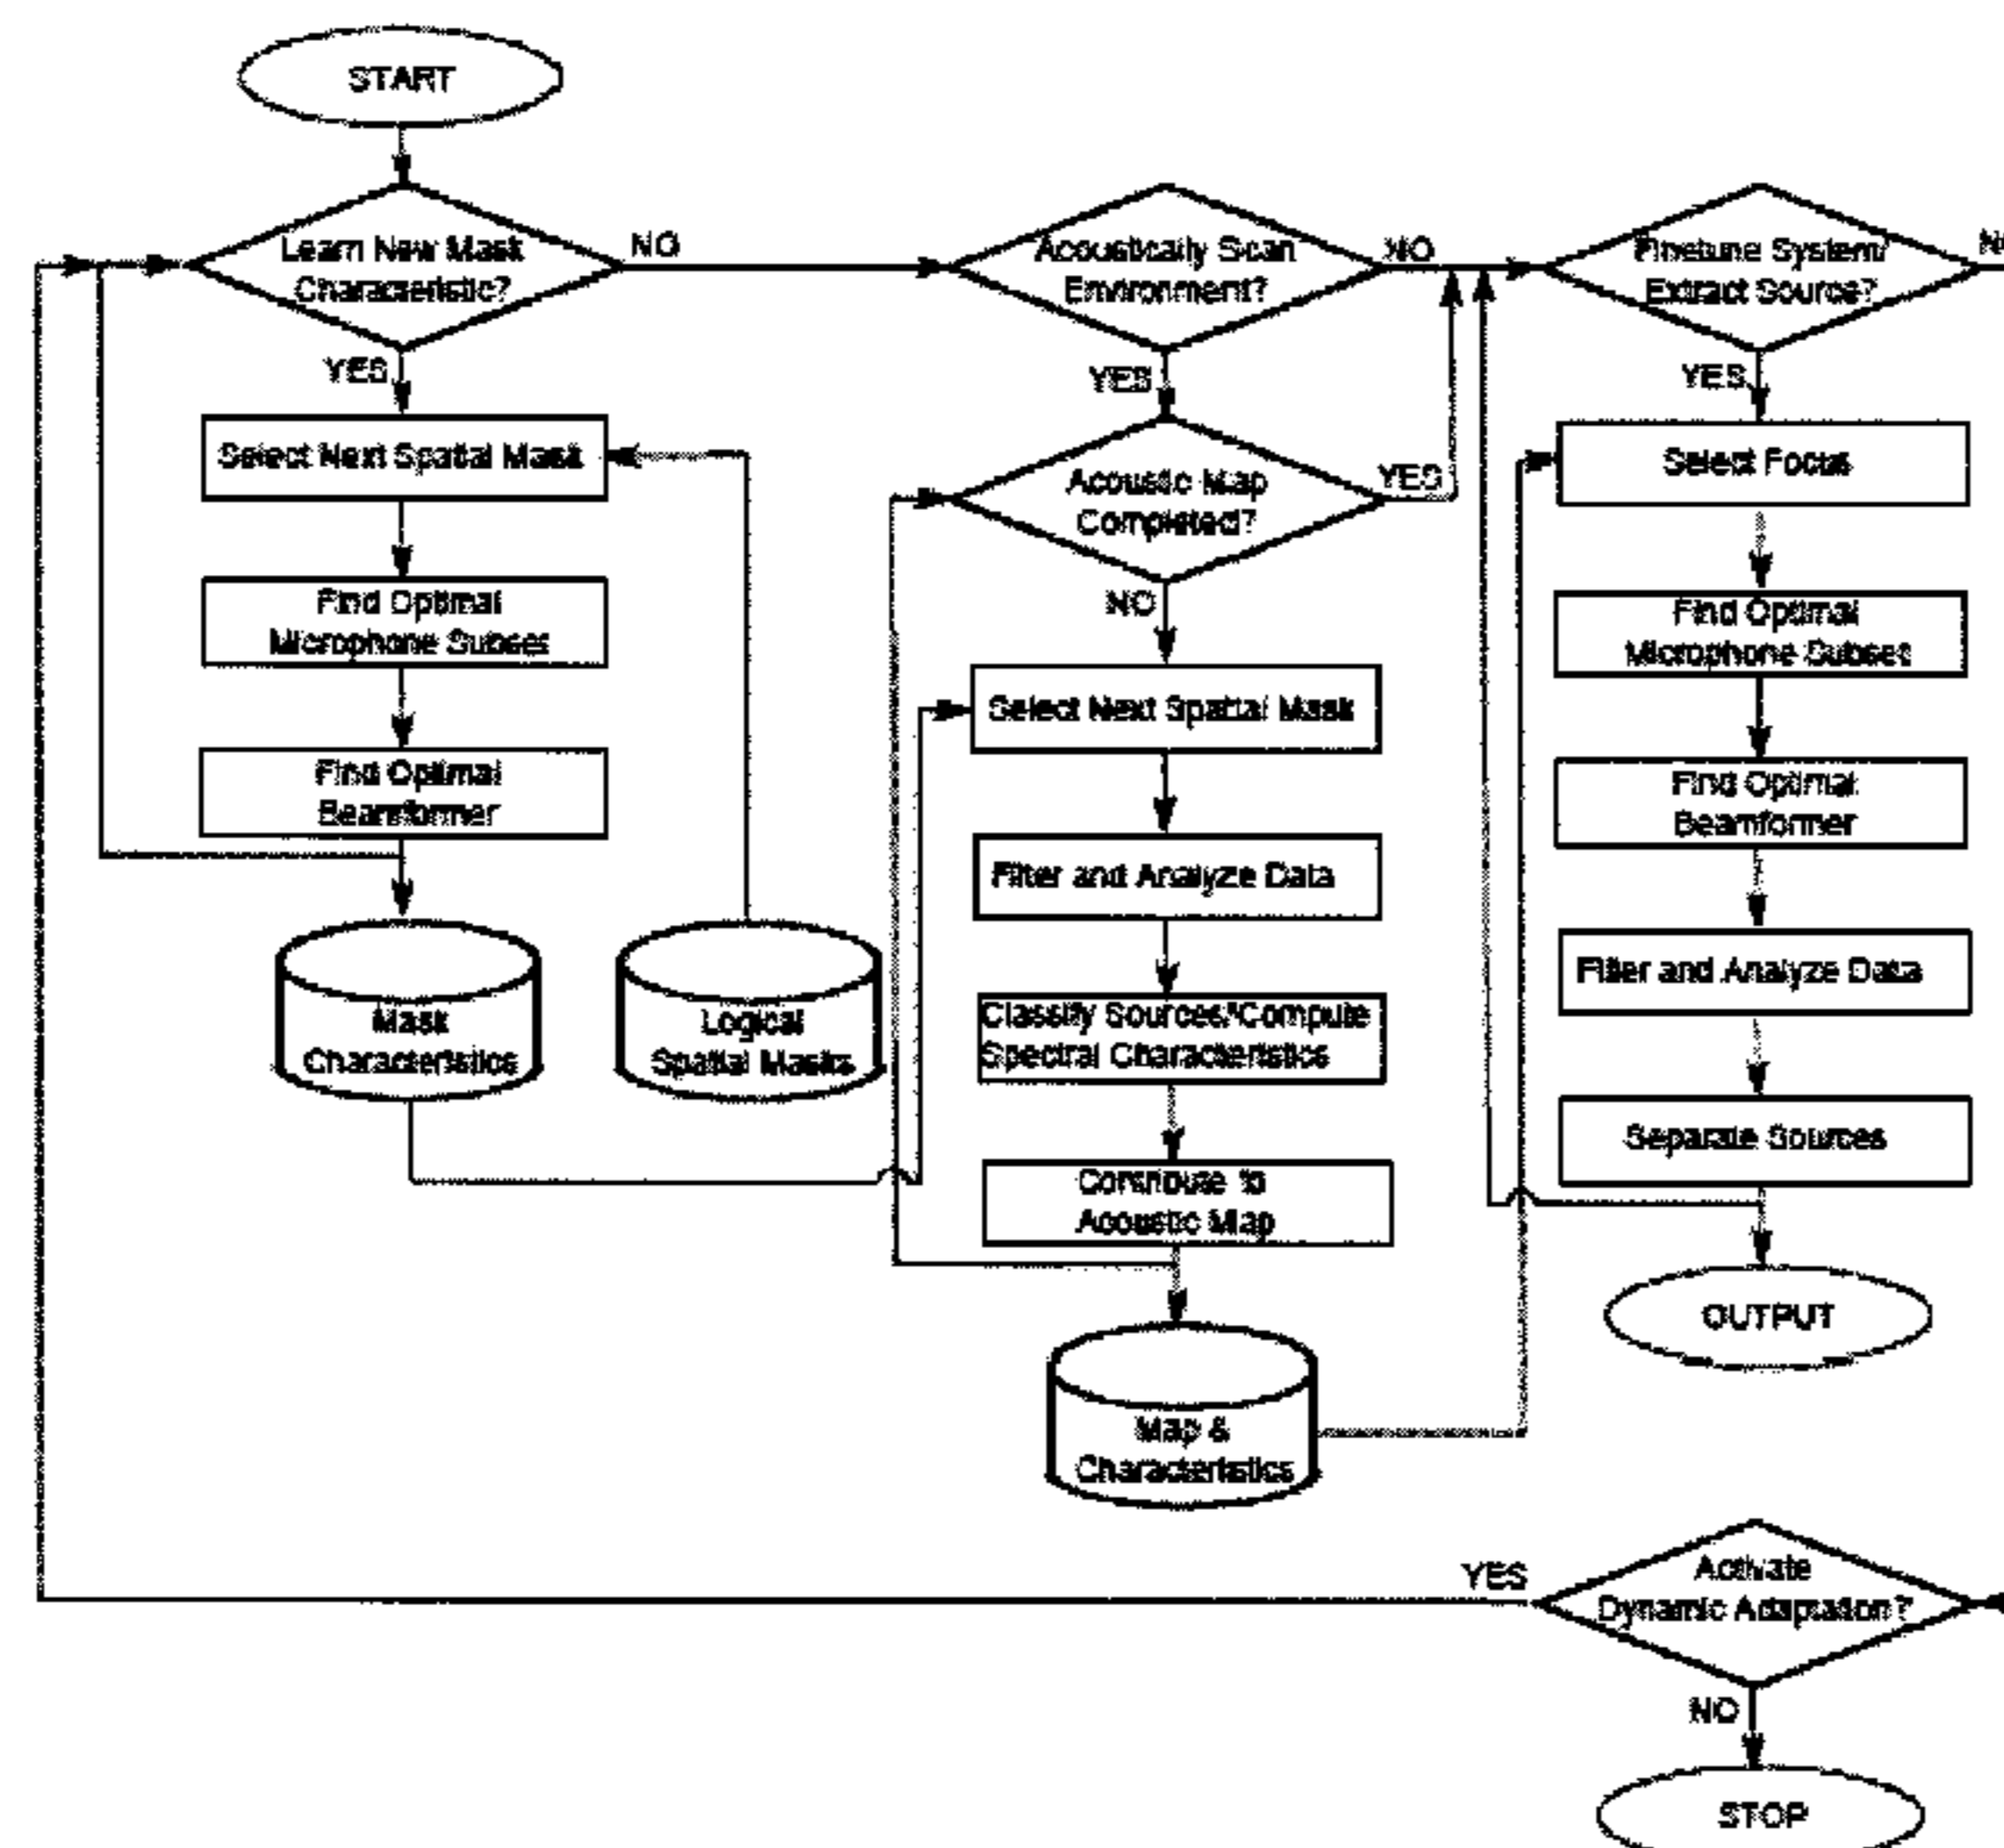 START
Learn New Mask
Characteristic?
NO
YES
Select Next Spatial Mask
Find Optimal
Microphone Subset
Find Optimal
Beamformer
Mask
Characteristics
Logical
Spatial Masks
Acoustically Scan
Environment?
NO
YES
Acoustic Map
Completed?
YES
NO
Select Next Spatial Mask
Filter and Analyze Data
Classify Sources/Compute
Spectral Characteristics
Contribute to
Acoustic Map
Map &
Characteristics
Finetune System/
Extract Source?
YES
Select Focus
Find Optimal
Microphone Subset
Find Optimal
Beamformer
Filter and Analyze Data
Separate Sources
OUTPUT
YES
Activate
Dynamic Adaptation?
NO
STOP